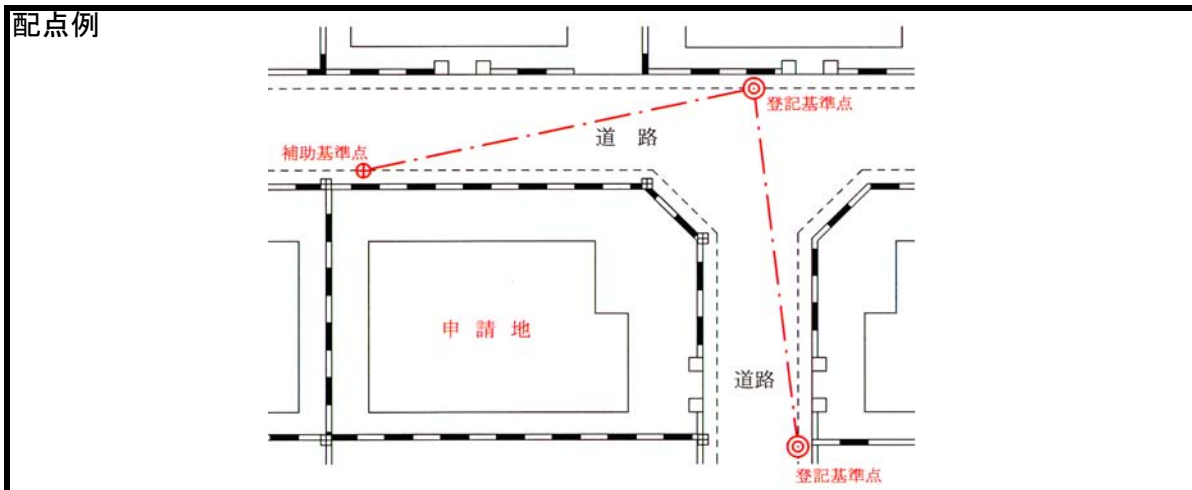 配点例
登記基準点
道 路
補助基準点
申 請 地
道路
登記基準点